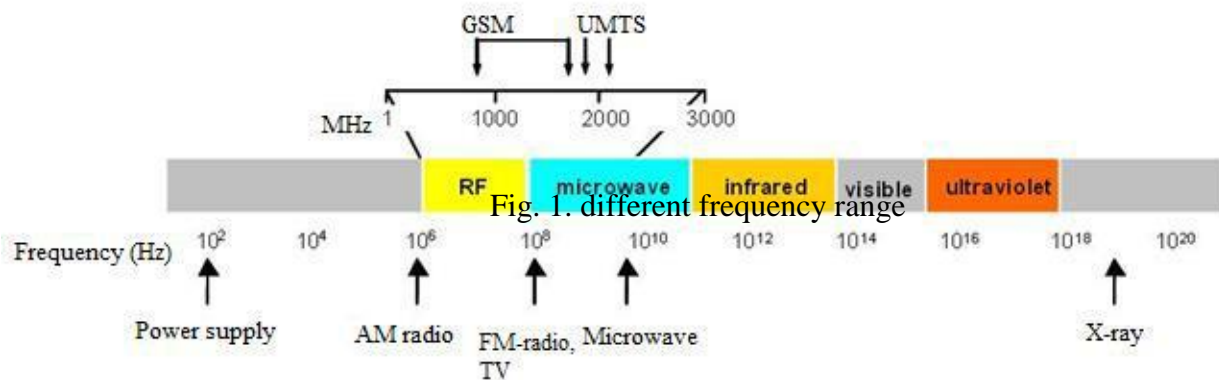 GSM UMTS
MHz 1 1000 2000 3000
RF microwave infrared visible ultraviolet
Fig. 1. different frequency range
Frequency (Hz) 10² 10⁴ 10⁶ 10⁸ 10¹⁰ 10¹² 10¹⁴ 10¹⁶ 10¹⁸ 10²⁰
Power supply AM radio FM-radio, Microwave X-ray
TV